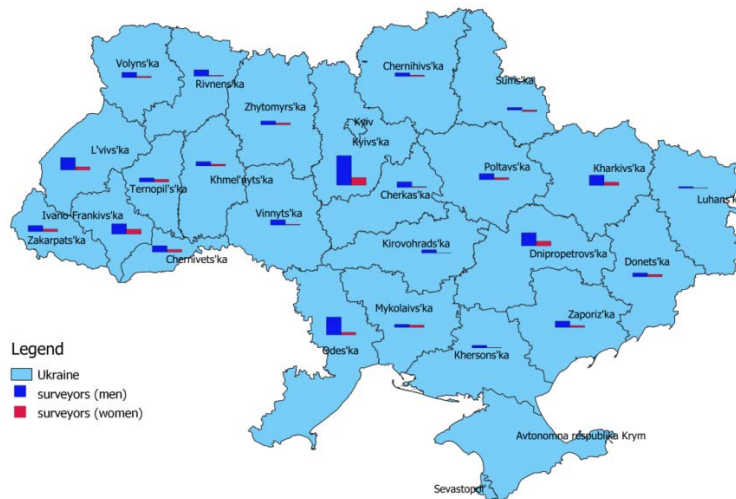 Volyns'ka
Rivnens'ka
Chernihivs'ka
Sums'ka
Zhytomyrs'ka
Kyiv
Kyivs'ka
L'vivs'ka
Ternopil's'ka
Khmel'nyts'ka
Cherkas'ka
Poltavs'ka
Kharkivs'ka
Luhans'k
Ivano-Frankivs'ka
Zakarpats'ka
Chernivets'ka
Vinnyts'ka
Kirovohrads'ka
Dnipropetrovs'ka
Donets'ka
Mykolaivs'ka
Zaporiz'ka
Odes'ka
Khersons'ka
Legend
Ukraine
surveyors (men)
surveyors (women)
Avtonomna respublika Krym
Sevastopol'